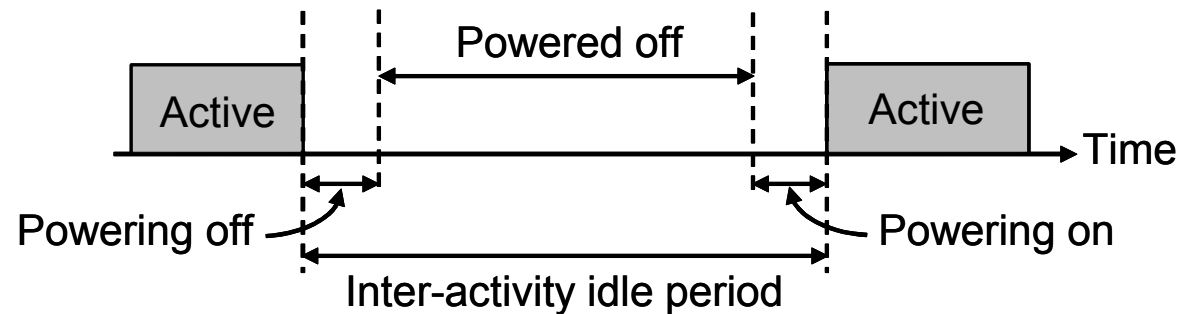 Powered off
Active
Active
Time
Powering off
Powering on
Inter-activity idle period